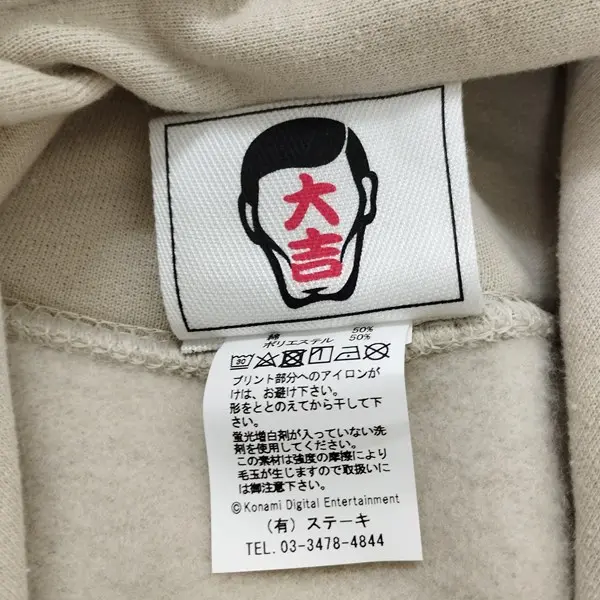 大
吉
綿 50%
ポリエステル 50%
30
プリント部分へのアイロンが
けは、お避け下さい。
形をととのえてから干して下
さい。
蛍光増白剤が入っていない洗
剤を使用してください。
この素材は強度の摩擦により
毛玉が生じますので取扱いに
は御注意ください。
©Konami Digital Entertainment
(有) ステーキ
TEL. 03-3478-4844